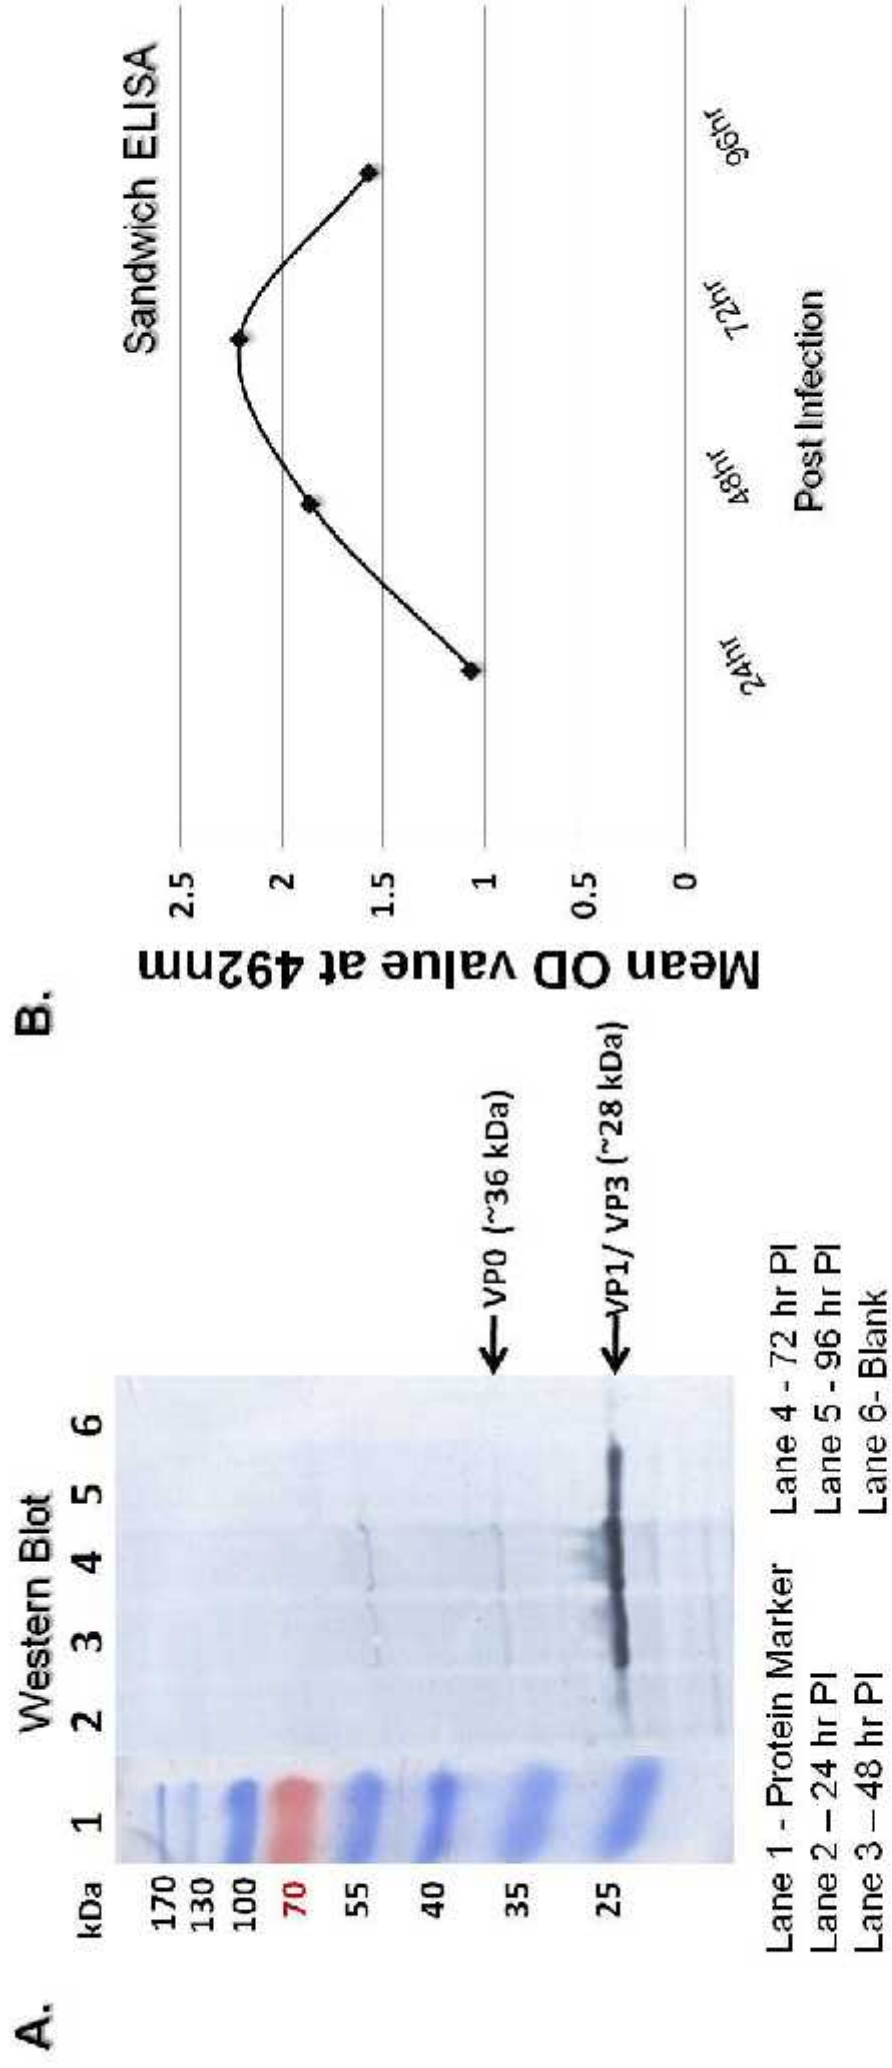 A.
Western Blot
kDa 1 2 3 4 5 6
170
130
100
70
55
40
35
25
VP0 (~36 kDa)
VP1/ VP3 (~28 kDa)
Lane 1 - Protein Marker
Lane 2 – 24 hr PI
Lane 3 – 48 hr PI
Lane 4 - 72 hr PI
Lane 5 - 96 hr PI
Lane 6- Blank
B.
Sandwich ELISA
Mean OD value at 492nm
2.5
2
1.5
1
0.5
0
24hr 48hr 72hr 96hr
Post Infection